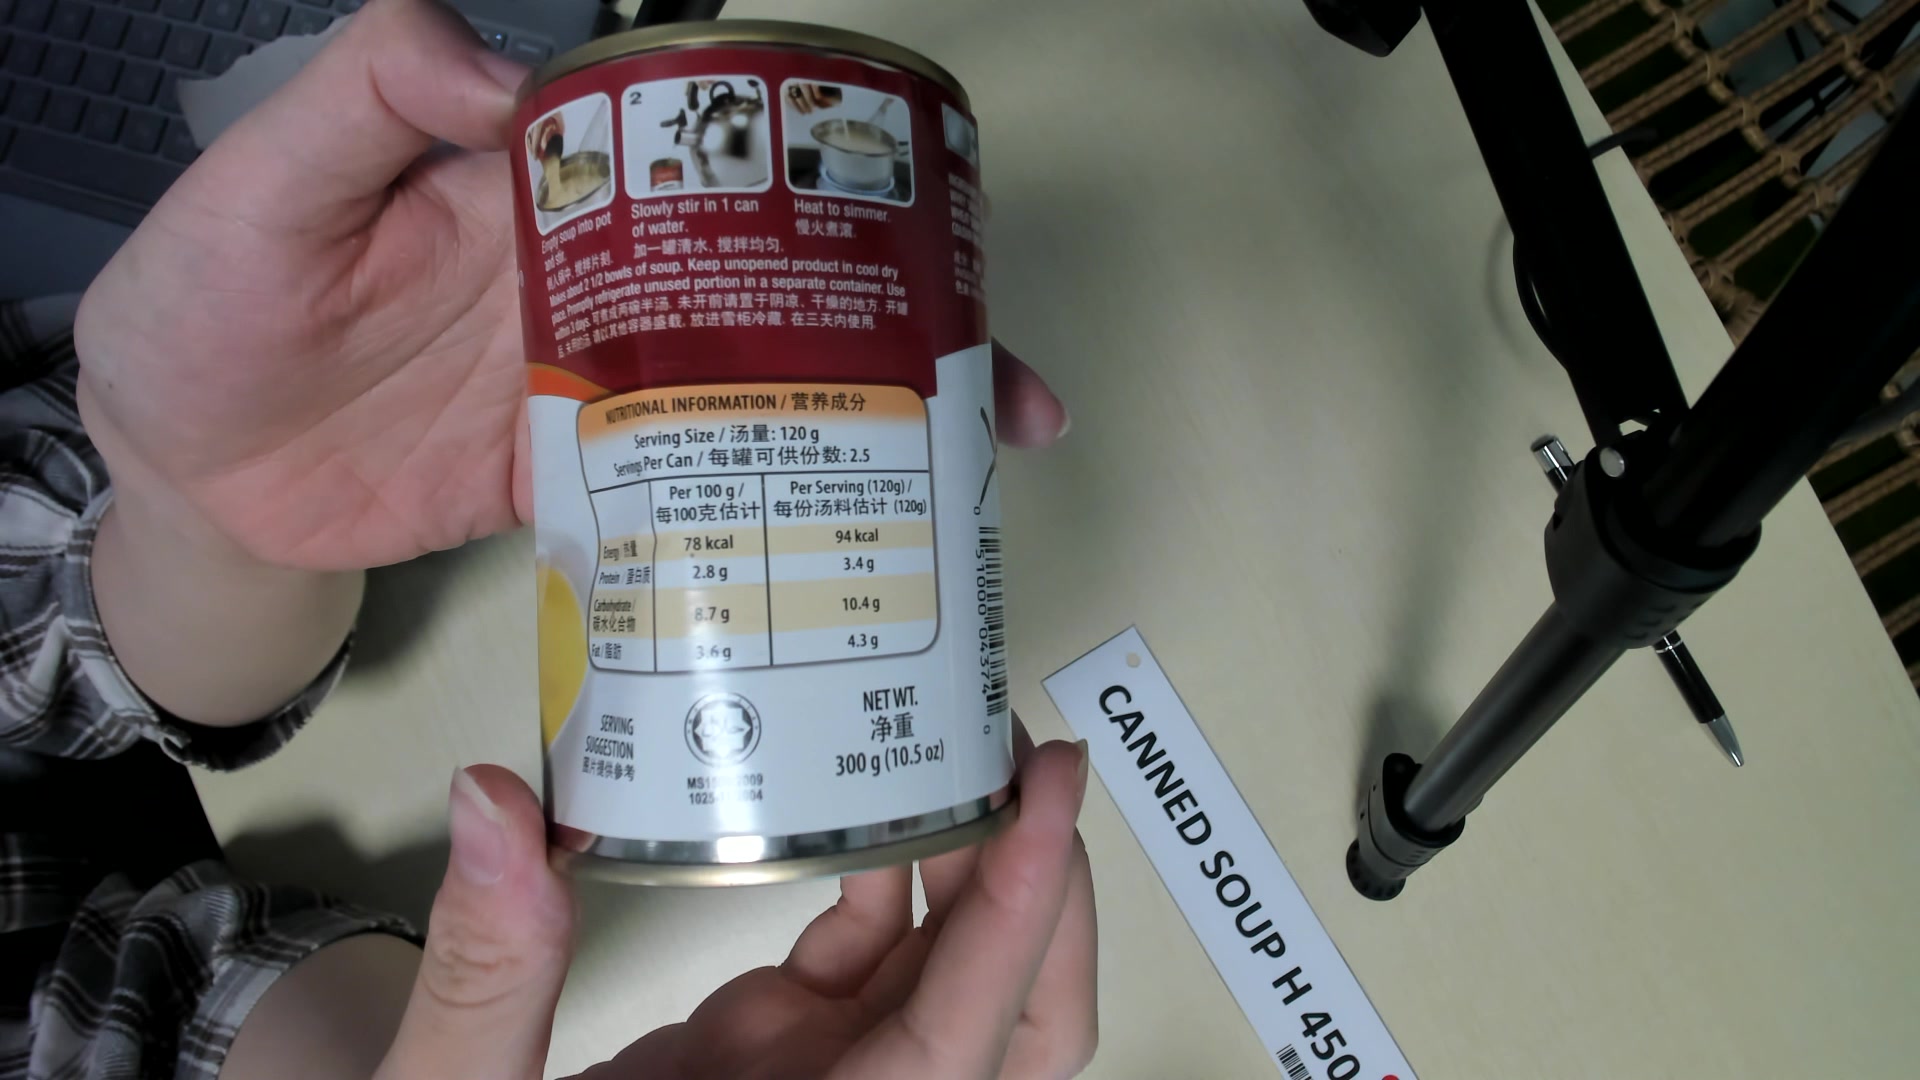 2
Empty soup into pot
and stir.
Slowly stir in 1 can
of water.
加一罐清水, 搅拌均匀.
Heat to simmer.
慢火煮滚.
倒入锅中, 搅拌片刻.
Makes about 2 1/2 bowls of soup. Keep unopened product in cool dry
place. Promptly refrigerate unused portion in a separate container. Use
within 3 days. 可煮成两碗半汤. 未开前请置于阴凉、干燥的地方. 开罐
后, 未用的汤, 请以其他容器盛载, 放进雪柜冷藏, 在三天内使用.
NUTRITIONAL INFORMATION / 营养成分
Serving Size / 汤量: 120 g
Servings Per Can / 每罐可供份数: 2.5
Per 100 g / Per Serving (120g) /
每100克估计 每份汤料估计 (120g)
Energy / 热量 78 kcal 94 kcal
Protein / 蛋白质 2.8 g 3.4 g
Carbohydrate /
碳水化合物 8.7 g 10.4 g
Fat / 脂肪 3.6 g 4.3 g
SERVING
SUGGESTION
图片提供参考
NET WT.
净重
300 g (10.5 oz)
0 51000 04374 0
CANNED SOUP H 450